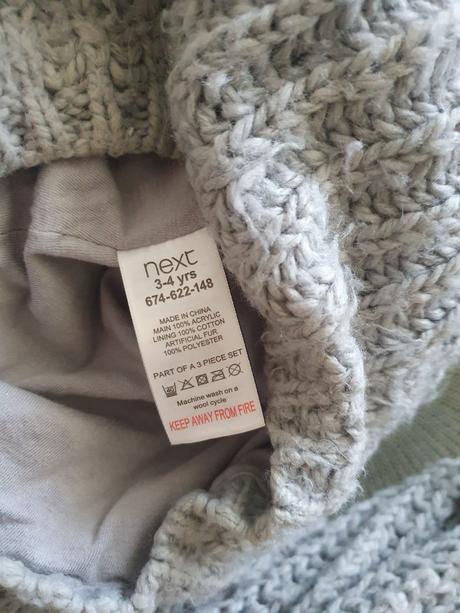 next
3-4 yrs
674-622-148
MADE IN CHINA
MAIN 100% ACRYLIC
LINING 100% COTTON
ARTIFICIAL FUR
100% POLYESTER
PART OF A 3 PIECE SET
Machine wash on a
wool cycle
KEEP AWAY FROM FIRE